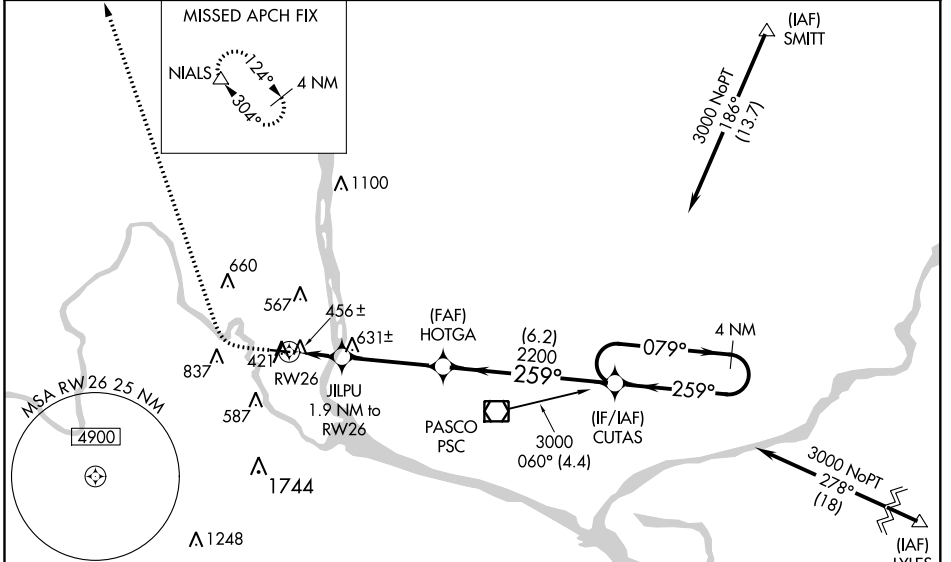 MISSED APCH FIX
NIALS
124°
4 NM
304°
(IAF)
SMITT
3000 NoPT
186°
(13.7)
1100
660
567
456±
631±
421
837
RW26
587
JILPU
1.9 NM to
RW26
(FAF)
HOTGA
(6.2)
2200
259°
4 NM
079°
259°
(IF/IAF)
CUTAS
PASCO
PSC
3000
060° (4.4)
MSA RW26 25 NM
4900
1744
1248
3000 NoPT
278°
(18)
(IAF)